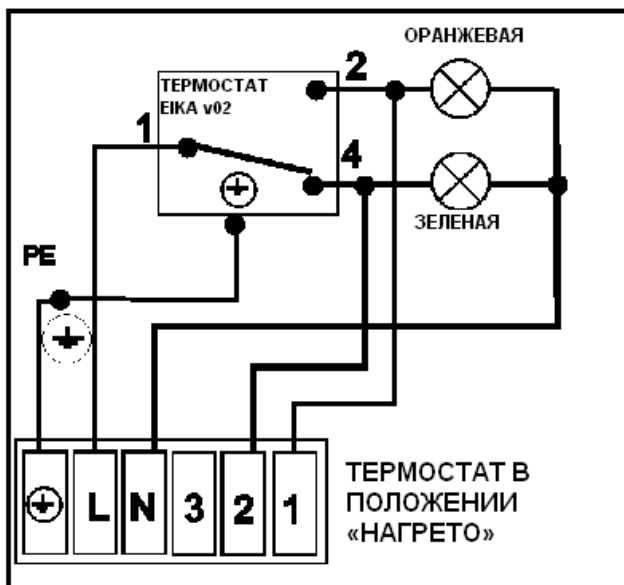 ОРАНЖЕВАЯ
ТЕРМОСТАТ
EIKA v02
2
1
4
ЗЕЛЕНАЯ
PE
L N 3 2 1
ТЕРМОСТАТ В
ПОЛОЖЕНИИ
«НАГРЕТО»